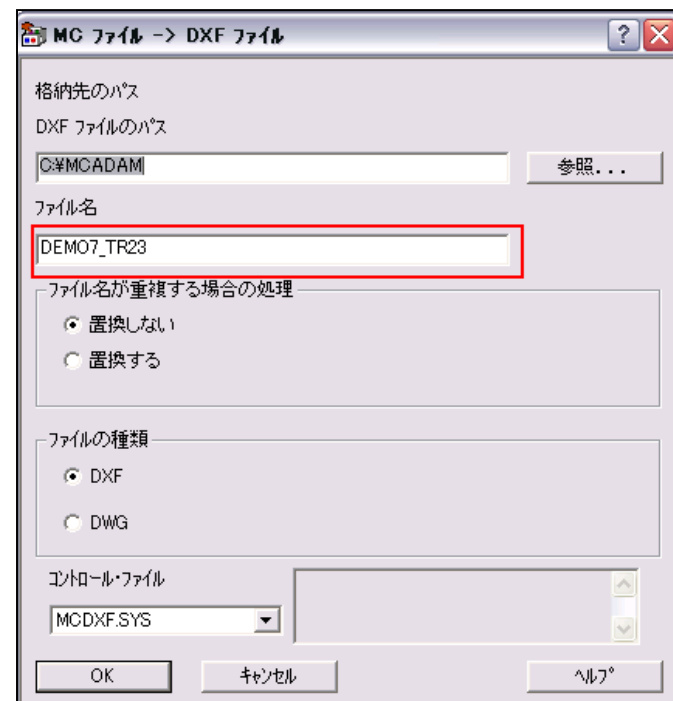 MC ファイル -> DXF ファイル
格納先のパス
DXF ファイルのパス
C:¥MCADAM
参照...
ファイル名
DEMO7_TR23
ファイル名が重複する場合の処理
置換しない
置換する
ファイルの種類
DXF
DWG
コントロール・ファイル
MCDXF.SYS
OK
キャンセル
ヘルプ